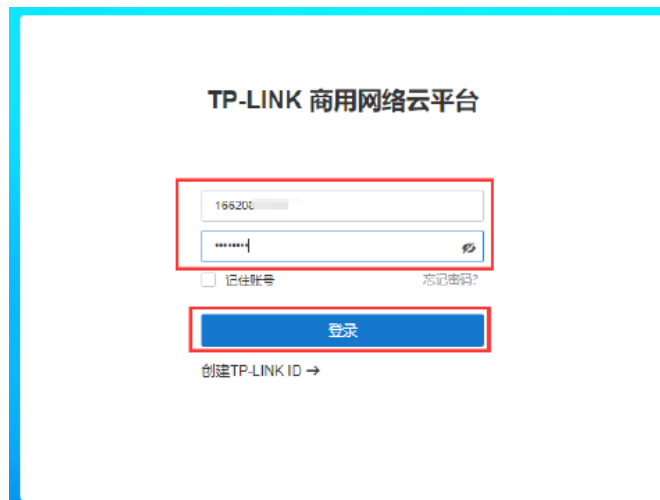 TP-LINK 商用网络云平台
166208
••••••••
记住账号 忘记密码?
登录
创建TP-LINK ID →